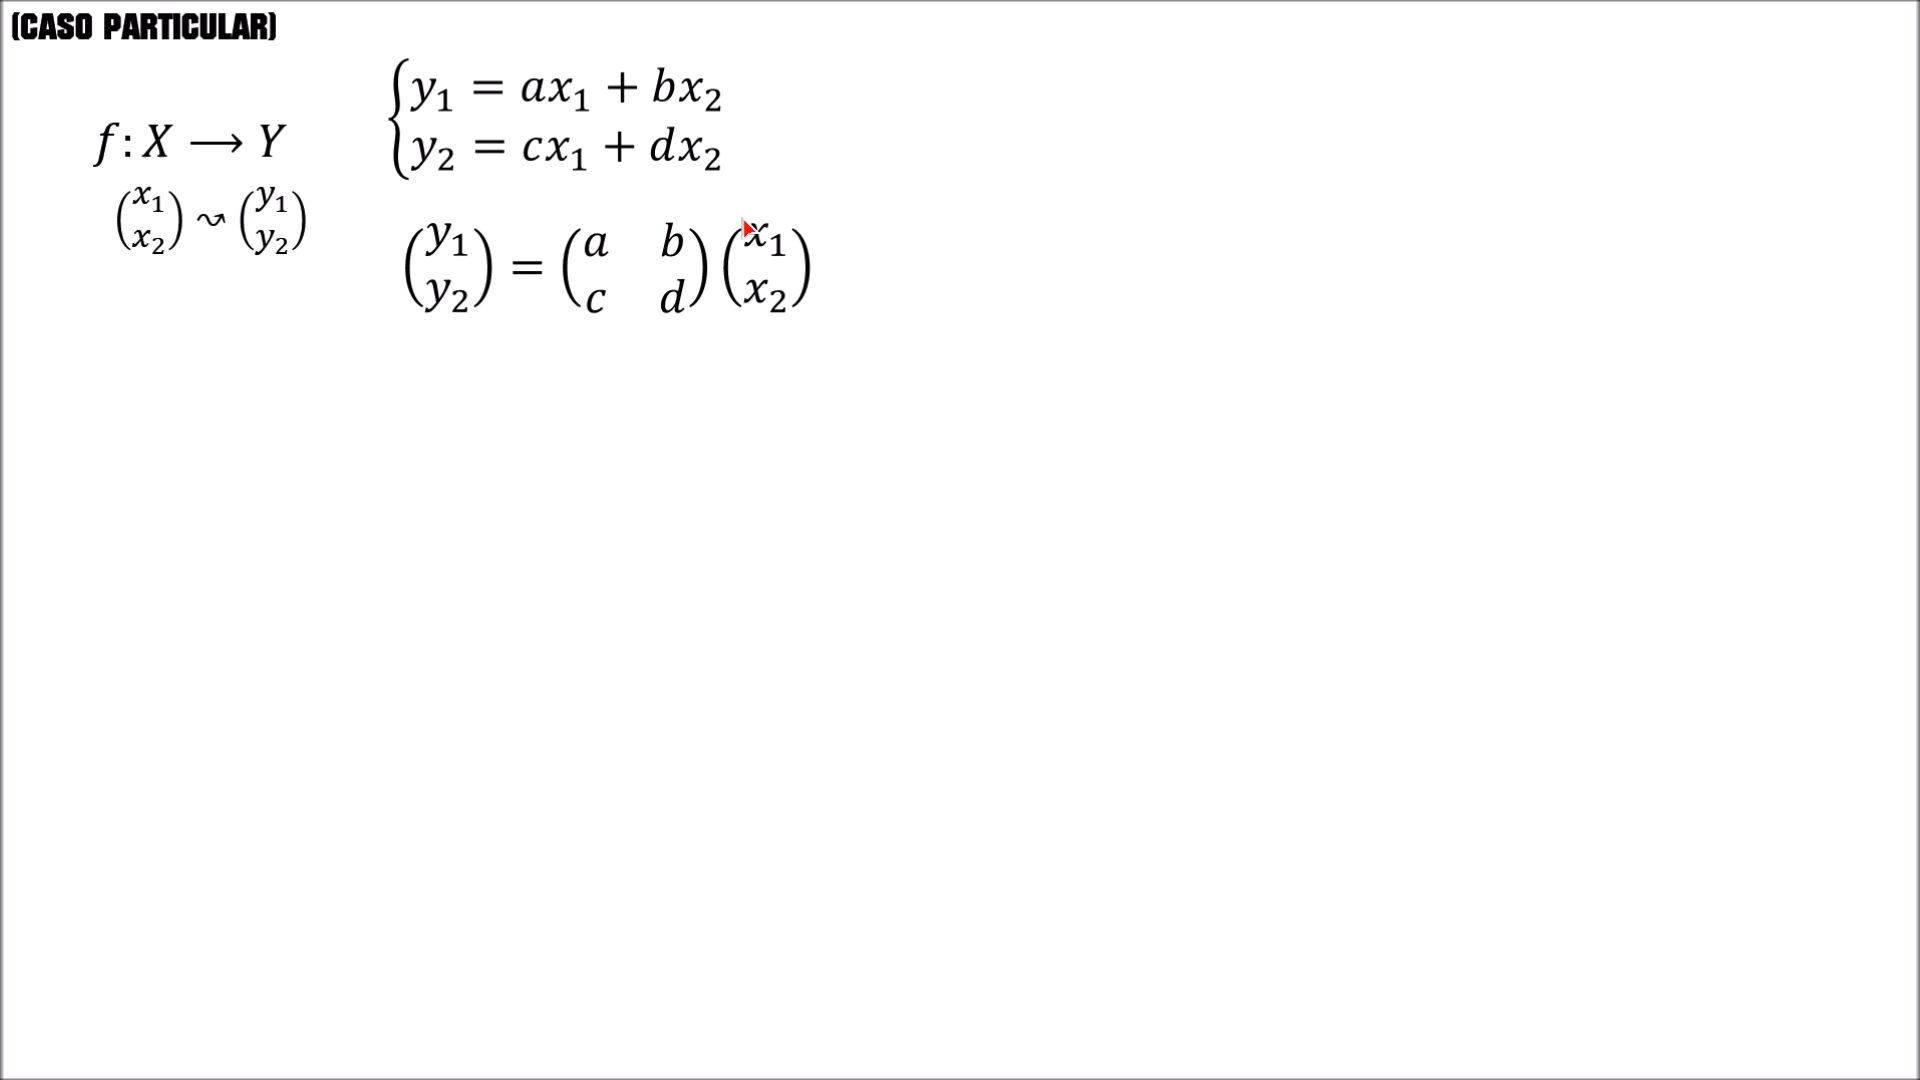 (CASO PARTICULAR)
f: X ⟶ Y
(x₁ x₂) ⤳ (y₁ y₂)
{y₁ = ax₁ + bx₂
y₂ = cx₁ + dx₂
(y₁ y₂) = (a b c d)(x₁ x₂)